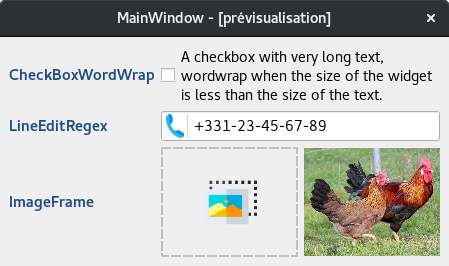 MainWindow - [prévisualisation]
CheckBoxWordWrap
A checkbox with very long text,
wordwrap when the size of the widget
is less than the size of the text.
LineEditRegex
+331-23-45-67-89
ImageFrame